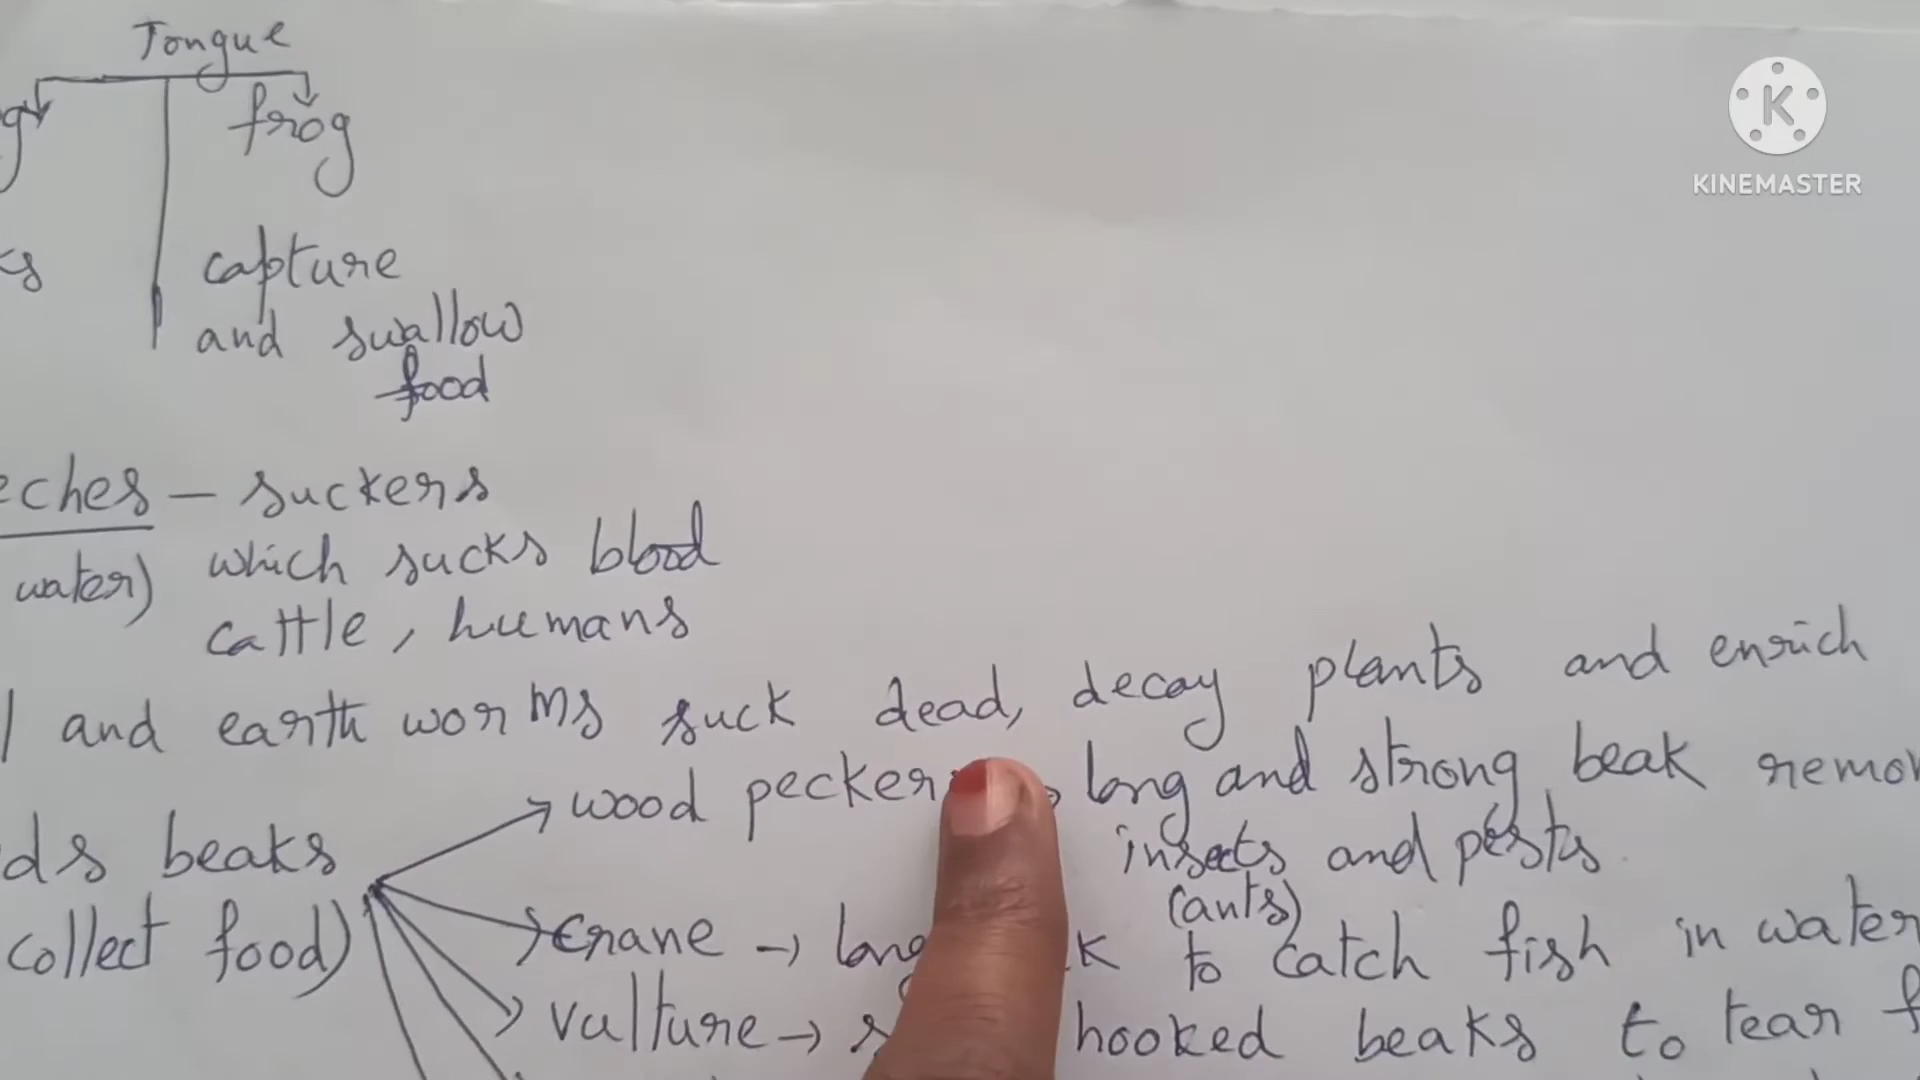 Tongue
frog
capture
and swallow
food
eches - suckers
water) which sucks blood
cattle, humans
and earth worms suck dead, decay plants and enrich
wood pecker long and strong beak remov
insects and pests
(ants)
ds beaks
collect food)
crane → long to catch fish in water
vulture → hooked beaks to tear
K
KINEMASTER